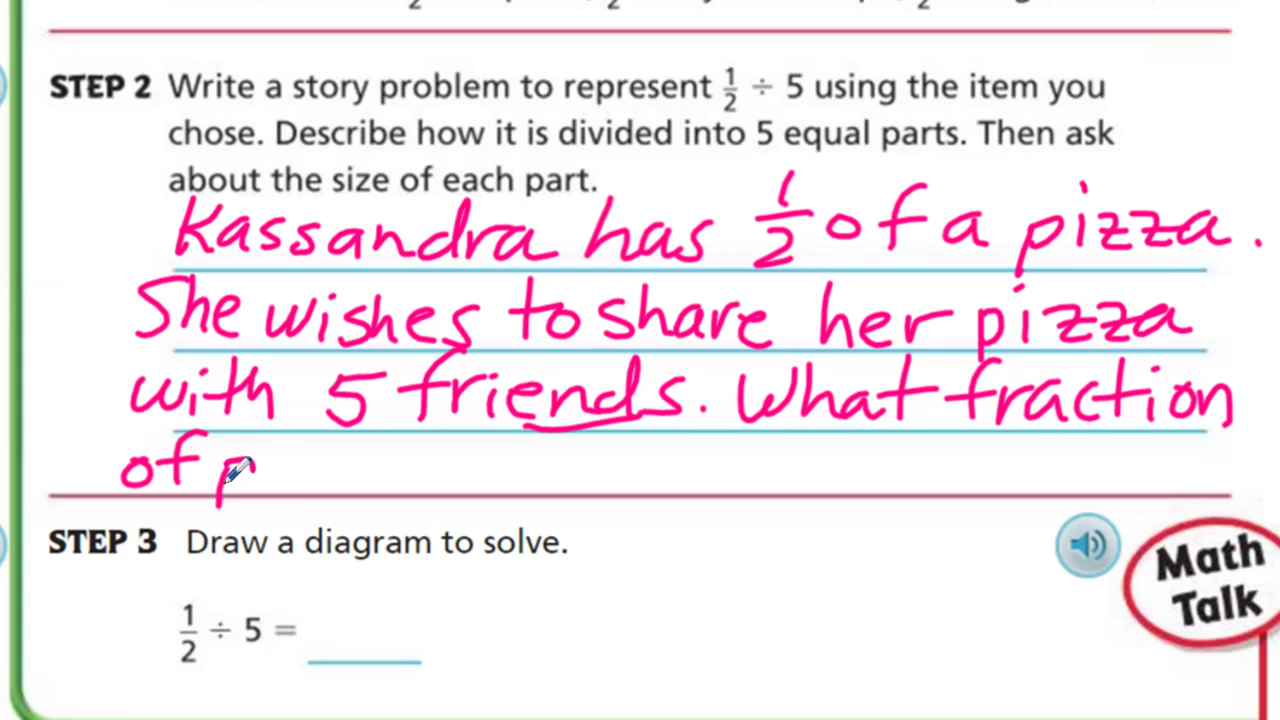 STEP 2 Write a story problem to represent 1/2 ÷ 5 using the item you
chose. Describe how it is divided into 5 equal parts. Then ask
about the size of each part.
Kassandra has 1/2 of a pizza.
She wishes to share her pizza
with 5 friends. What fraction
of p
STEP 3 Draw a diagram to solve.
1/2 ÷ 5 =
Math
Talk